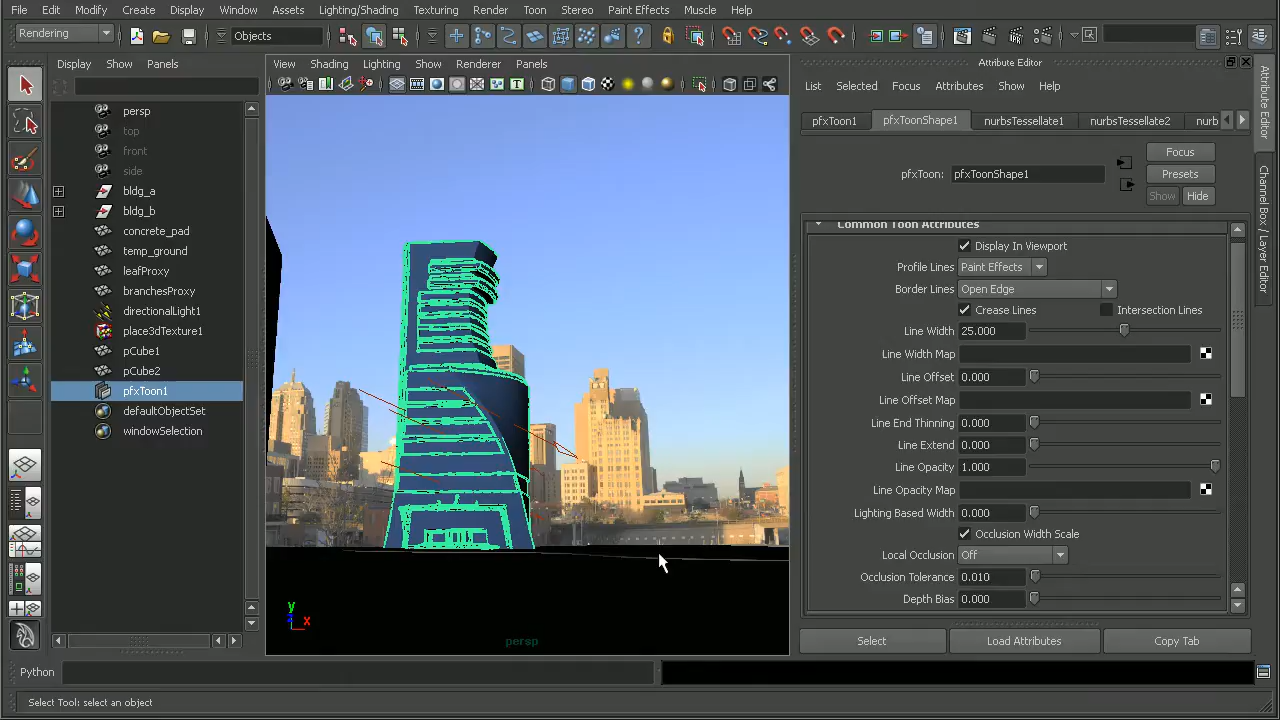 File Edit Modify Create Display Window Assets Lighting/Shading Texturing Render Toon Stereo Paint Effects Muscle Help
Rendering
Objects
Display Show Panels
View Shading Lighting Show Renderer Panels
Attribute Editor
List Selected Focus Attributes Show Help
pfxToon1 pfxToonShape1 nurbsTessellate1 nurbsTessellate2 nurb
pfxToon: pfxToonShape1
Focus
Presets
Show Hide
persp
top
front
side
bldg_a
bldg_b
concrete_pad
temp_ground
leafProxy
branchesProxy
directionalLight1
place3dTexture1
pCube1
pCube2
pfxToon1
defaultObjectSet
windowSelection
y
z x
persp
Common Toon Attributes
Display In Viewport
Profile Lines Paint Effects
Border Lines Open Edge
Crease Lines Intersection Lines
Line Width 25.000
Line Width Map
Line Offset 0.000
Line Offset Map
Line End Thinning 0.000
Line Extend 0.000
Line Opacity 1.000
Line Opacity Map
Lighting Based Width 0.000
Occlusion Width Scale
Local Occlusion Off
Occlusion Tolerance 0.010
Depth Bias 0.000
Select Load Attributes Copy Tab
Attribute Editor
Channel Box / Layer Editor
Python
Select Tool: select an object